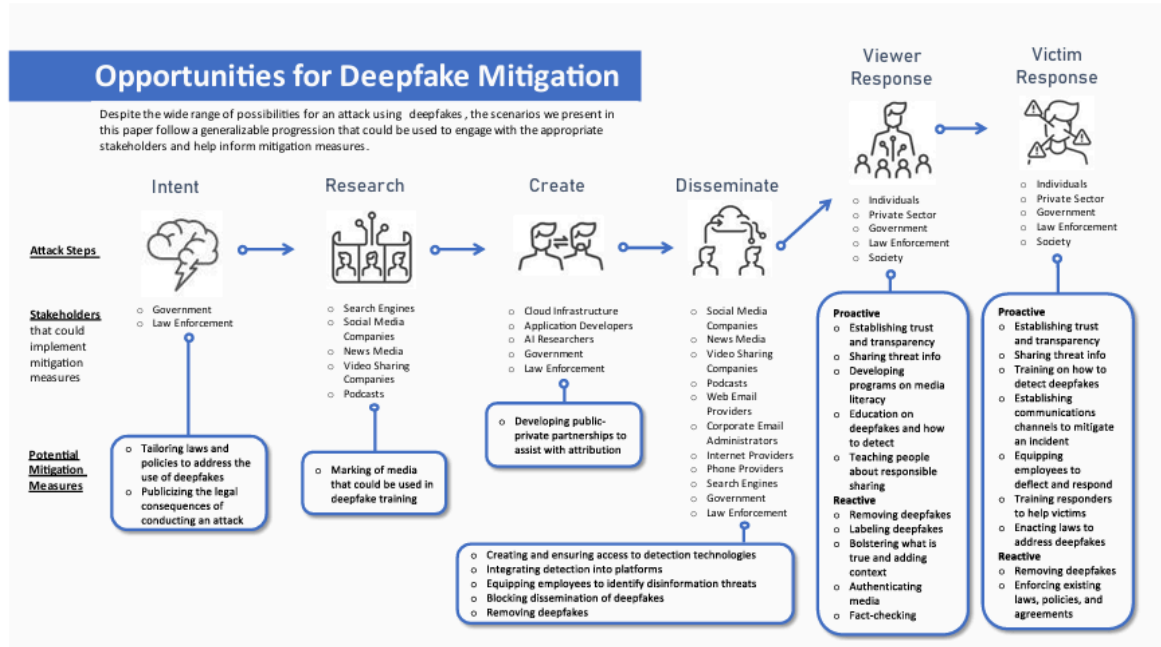 Opportunities for Deepfake Mitigation
Despite the wide range of possibilities for an attack using deepfakes, the scenarios we present in
this paper follow a generalizable progression that could be used to engage with the appropriate
stakeholders and help inform mitigation measures.
Attack Steps
Stakeholders
that could
implement
mitigation
measures
Potential
Mitigation
Measures
Intent
○ Government
○ Law Enforcement
○ Tailoring laws and
policies to address the
use of deepfakes
○ Publicizing the legal
consequences of
conducting an attack
Research
○ Search Engines
○ Social Media
Companies
○ News Media
○ Video Sharing
Companies
○ Podcasts
○ Marking of media
that could be used in
deepfake training
Create
○ Cloud Infrastructure
○ Application Developers
○ AI Researchers
○ Government
○ Law Enforcement
○ Developing public-
private partnerships to
assist with attribution
Disseminate
○ Social Media
Companies
○ News Media
○ Video Sharing
Companies
○ Podcasts
○ Web Email
Providers
○ Corporate Email
Administrators
○ Internet Providers
○ Phone Providers
○ Search Engines
○ Government
○ Law Enforcement
○ Creating and ensuring access to detection technologies
○ Integrating detection into platforms
○ Equipping employees to identify disinformation threats
○ Blocking dissemination of deepfakes
○ Removing deepfakes
Viewer
Response
○ Individuals
○ Private Sector
○ Government
○ Law Enforcement
○ Society
Proactive
○ Establishing trust
and transparency
○ Sharing threat info
○ Developing
programs on media
literacy
○ Education on
deepfakes and how
to detect
○ Teaching people
about responsible
sharing
Reactive
○ Removing deepfakes
○ Labeling deepfakes
○ Bolstering what is
true and adding
context
○ Authenticating
media
○ Fact-checking
Victim
Response
○ Individuals
○ Private Sector
○ Government
○ Law Enforcement
○ Society
Proactive
○ Establishing trust
and transparency
○ Sharing threat info
○ Training on how to
detect deepfakes
○ Establishing
communications
channels to mitigate
an incident
○ Equipping
employees to
deflect and respond
○ Training responders
to help victims
○ Enacting laws to
address deepfakes
Reactive
○ Removing deepfakes
○ Enforcing existing
laws, policies, and
agreements